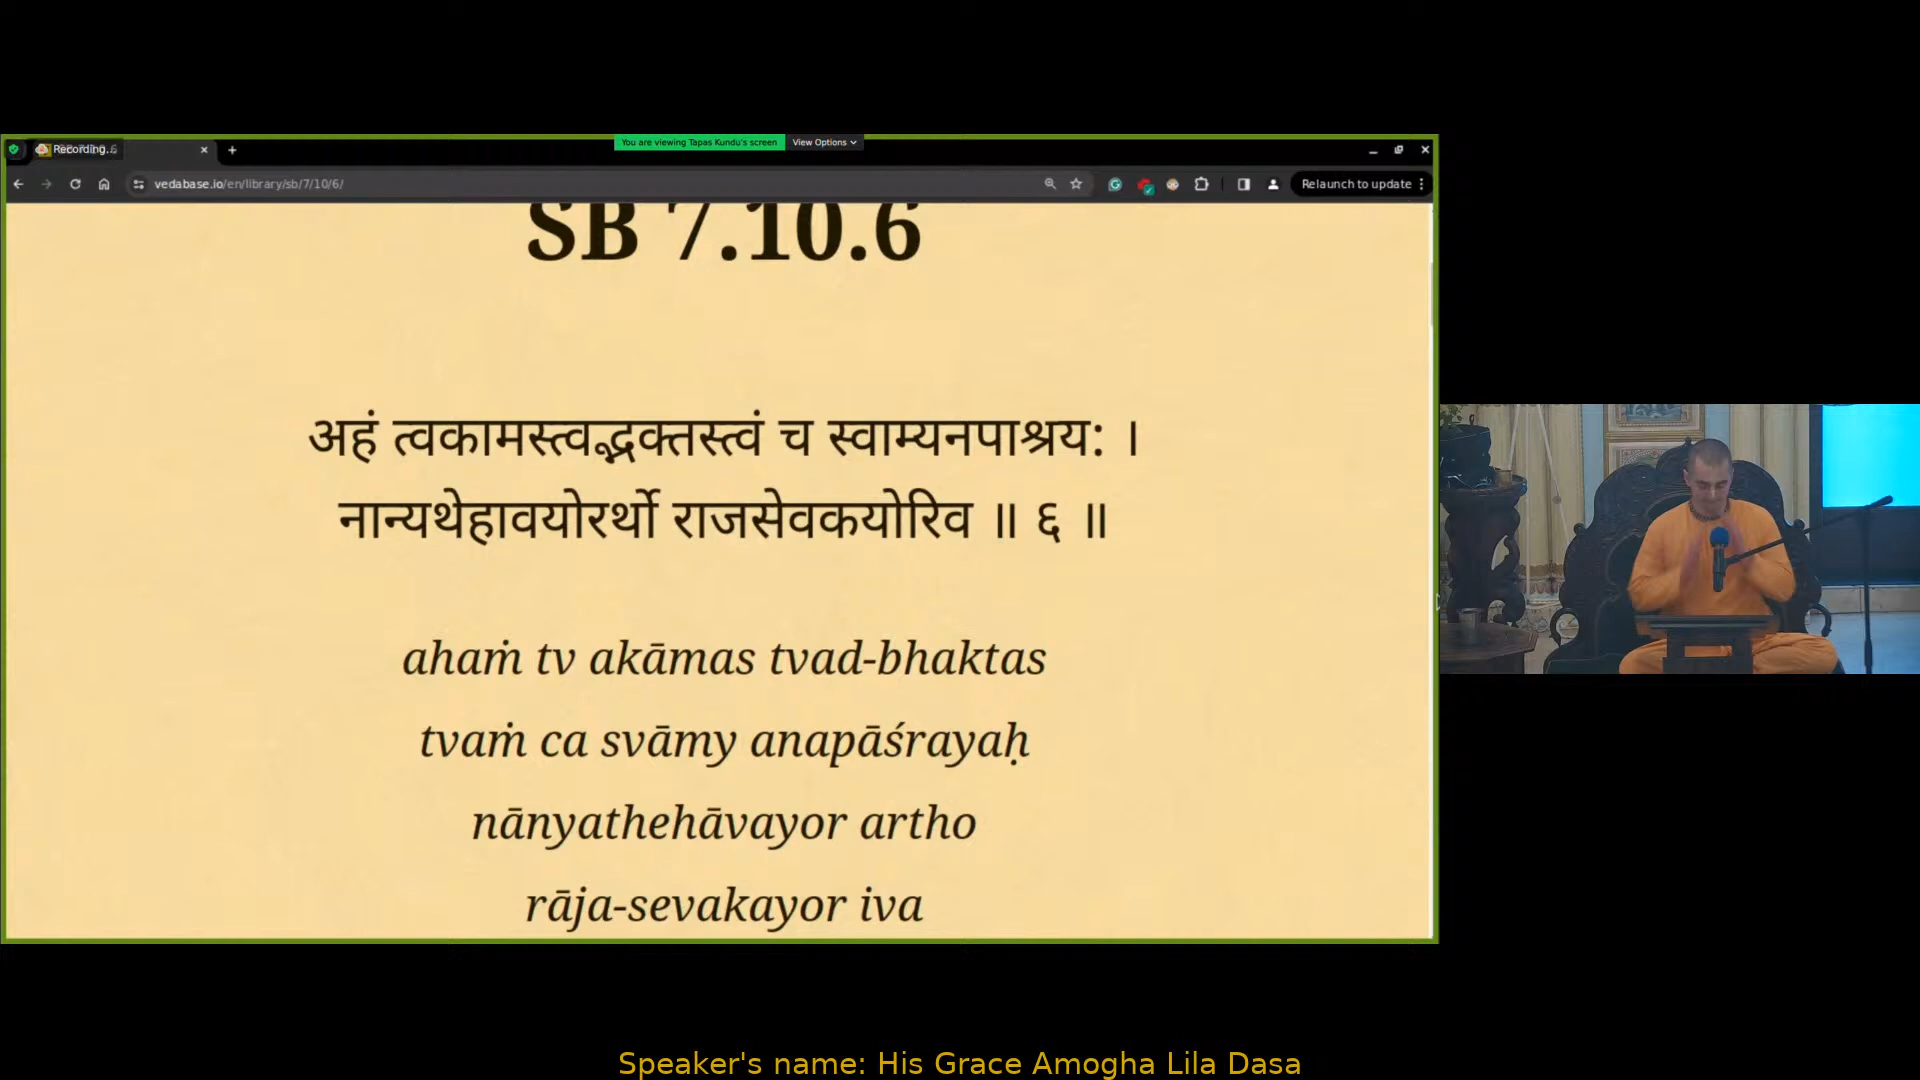 You are viewing Tapas Kundu's screen View Options
Recording...
vedabase.io/en/library/sb/7/10/6/
Relaunch to update
SB 7.10.6
अहं त्वकामस्त्वद्भक्तस्त्वं च स्वाम्यनपाश्रय: ।
नान्यथेहावयोरर्थो राजसेवकयोरिव ॥ ६ ॥
ahaṁ tv akāmas tvad-bhaktas
tvaṁ ca svāmy anapāśrayaḥ
nānyathehāvayor artho
rāja-sevakayor iva
Speaker's name: His Grace Amogha Lila Dasa